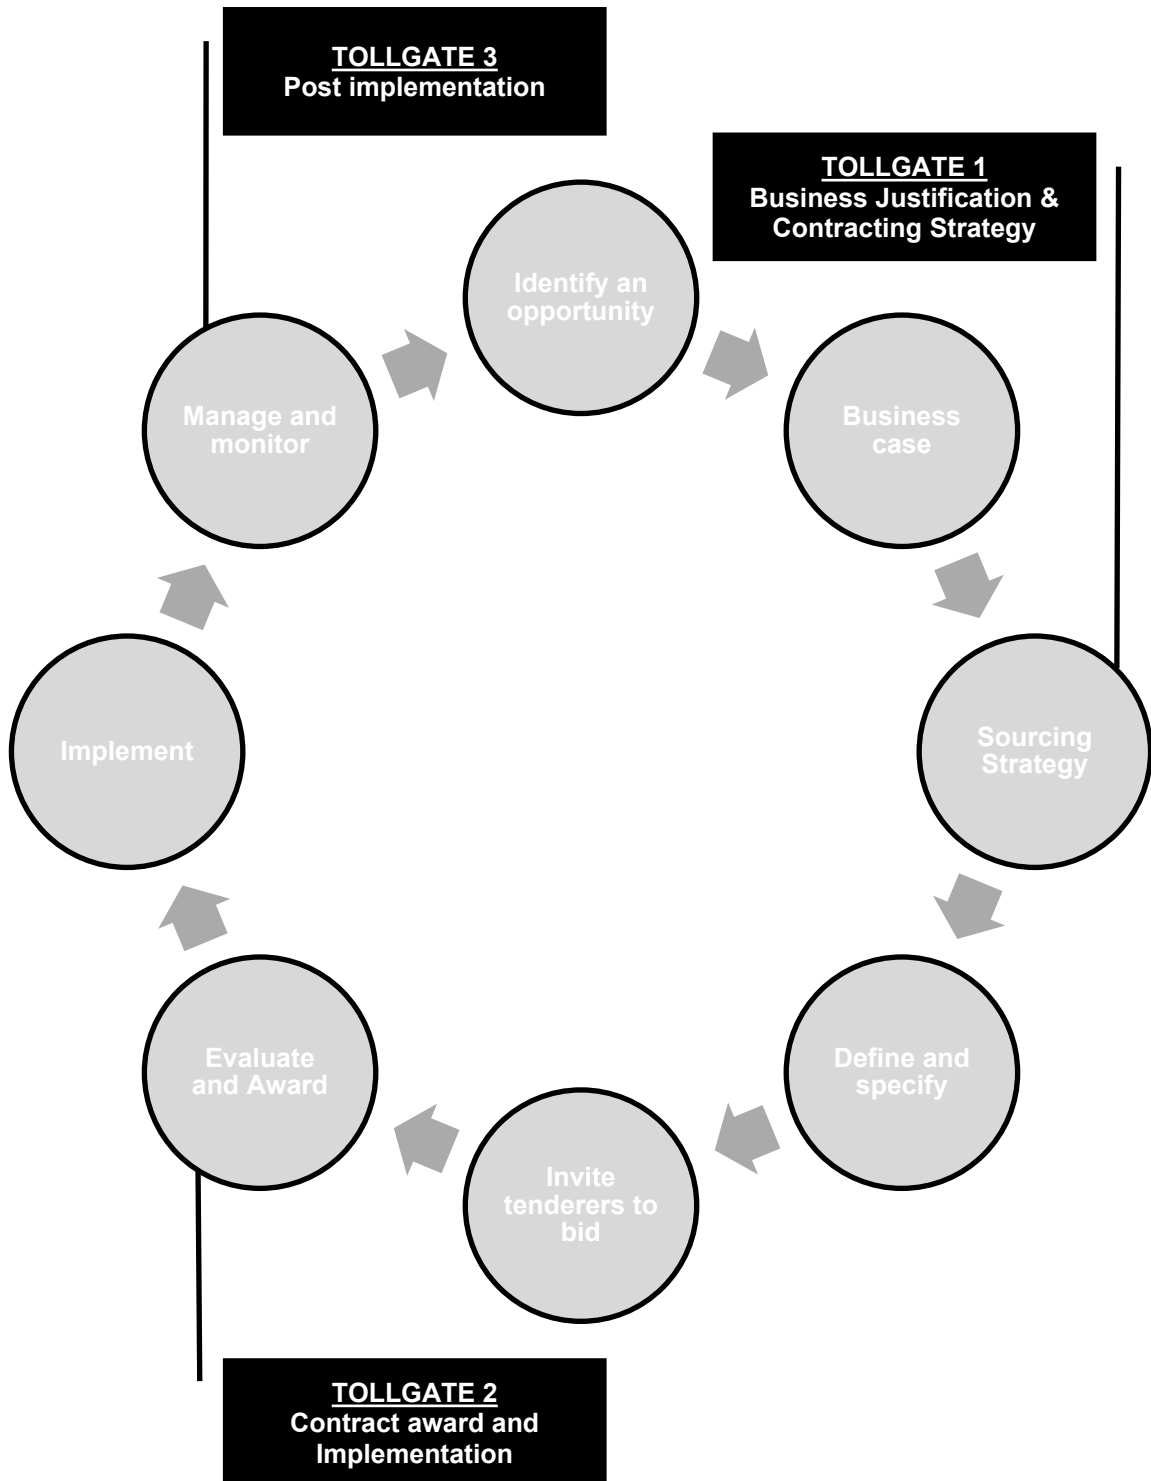 TOLLGATE 3
Post implementation
TOLLGATE 1
Business Justification &
Contracting Strategy
Identify an
opportunity
Business
case
Sourcing
Strategy
Define and
specify
Invite
tenderers to
bid
Evaluate
and Award
Implement
Manage and
monitor
TOLLGATE 2
Contract award and
Implementation